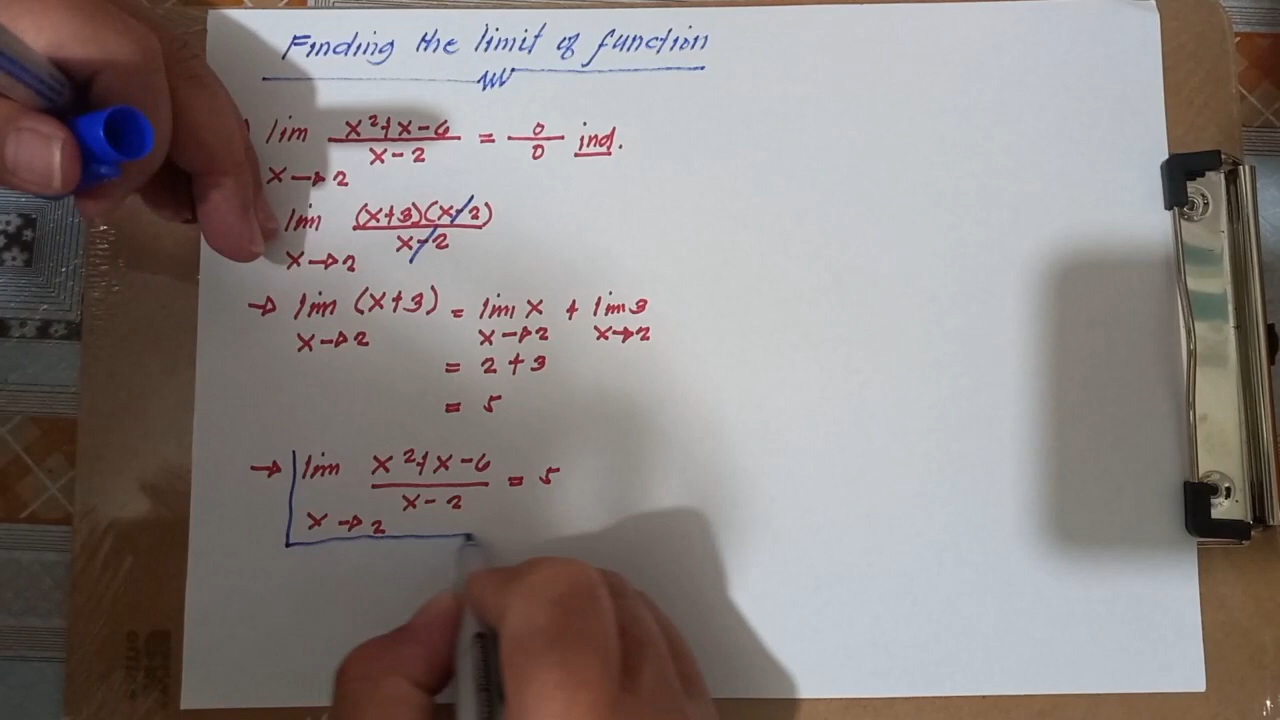 Finding the limit of function
) lim x²+x-6 / x-2 = 0/0 ind.
x→2
lim (x+3)(x-2) / x-2
x→2
→ lim (x+3) = lim x + lim 3
x→2 x→2 x→2
= 2+3
= 5
→ lim x²+x-6 / x-2 = 5
x→2